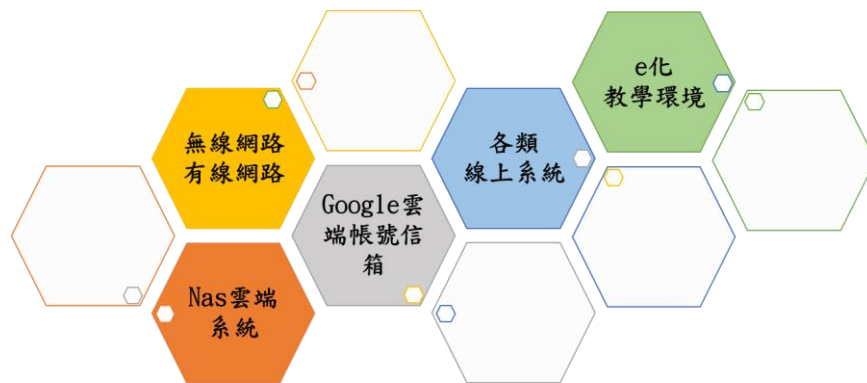 e化
教學環境
無線網路
有線網路
各類
線上系統
Google雲
端帳號信
箱
Nas雲端
系統